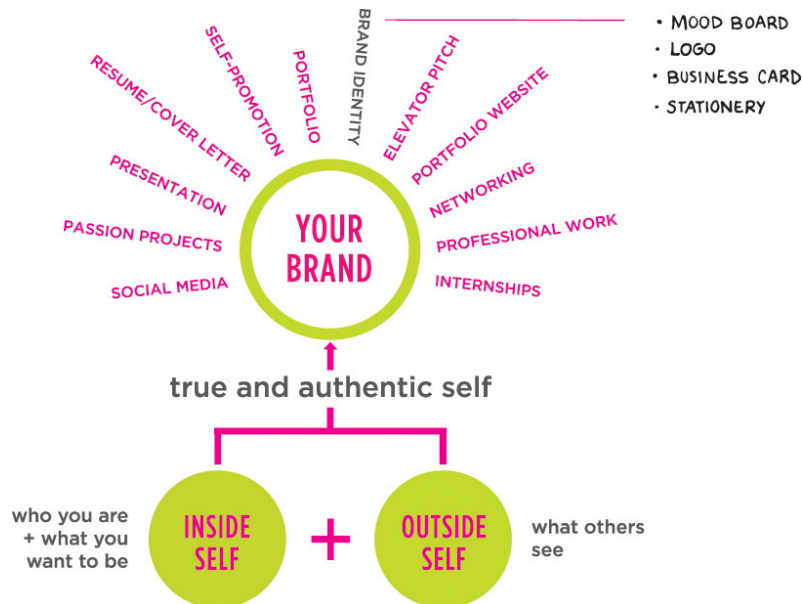 BRAND IDENTITY
• MOOD BOARD
• LOGO
• BUSINESS CARD
• STATIONERY
SOCIAL MEDIA
PASSION PROJECTS
PRESENTATION
RESUME/COVER LETTER
SELF-PROMOTION
PORTFOLIO
ELEVATOR PITCH
PORTFOLIO WEBSITE
NETWORKING
PROFESSIONAL WORK
INTERNSHIPS
YOUR
BRAND
true and authentic self
who you are
+ what you
want to be
INSIDE
SELF
+
OUTSIDE
SELF
what others
see